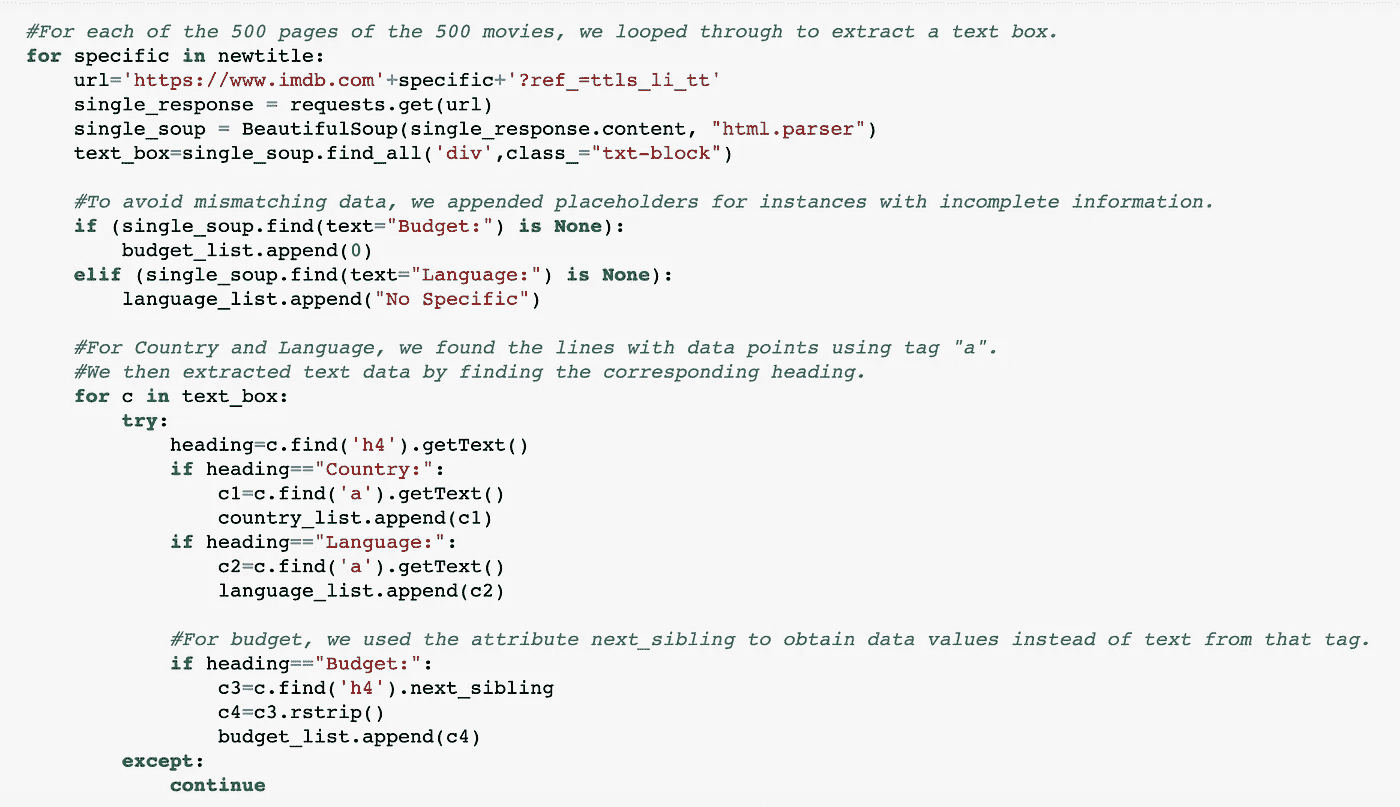 #For each of the 500 pages of the 500 movies, we looped through to extract a text box.
for specific in newtitle:
    url='https://www.imdb.com'+specific+'?ref_=ttls_li_tt'
    single_response = requests.get(url)
    single_soup = BeautifulSoup(single_response.content, "html.parser")
    text_box=single_soup.find_all('div',class_="txt-block")

    #To avoid mismatching data, we appended placeholders for instances with incomplete information.
    if (single_soup.find(text="Budget:") is None):
        budget_list.append(0)
    elif (single_soup.find(text="Language:") is None):
        language_list.append("No Specific")

    #For Country and Language, we found the lines with data points using tag "a".
    #We then extracted text data by finding the corresponding heading.
    for c in text_box:
        try:
            heading=c.find('h4').getText()
            if heading=="Country:":
                c1=c.find('a').getText()
                country_list.append(c1)
            if heading=="Language:":
                c2=c.find('a').getText()
                language_list.append(c2)

            #For budget, we used the attribute next_sibling to obtain data values instead of text from that tag.
            if heading=="Budget:":
                c3=c.find('h4').next_sibling
                c4=c3.rstrip()
                budget_list.append(c4)
        except:
            continue